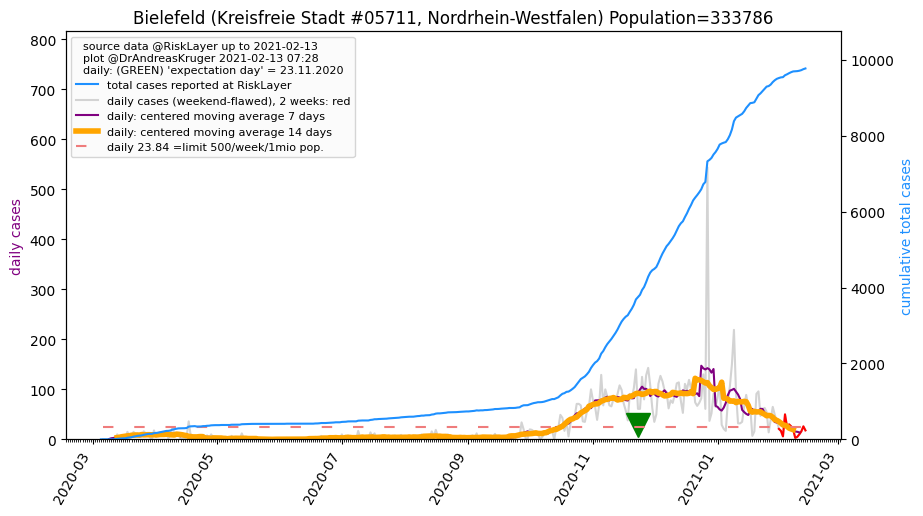 Bielefeld (Kreisfreie Stadt #05711, Nordrhein-Westfalen) Population=333786
source data @RiskLayer up to 2021-02-13
plot @DrAndreasKruger 2021-02-13 07:28
daily: (GREEN) 'expectation day' = 23.11.2020
total cases reported at RiskLayer
daily cases (weekend-flawed), 2 weeks: red
daily: centered moving average 7 days
daily: centered moving average 14 days
daily 23.84 =limit 500/week/1mio pop.
daily cases
800
700
600
500
400
300
200
100
0
cumulative total cases
10000
8000
6000
4000
2000
0
2020-03
2020-05
2020-07
2020-09
2020-11
2021-01
2021-03